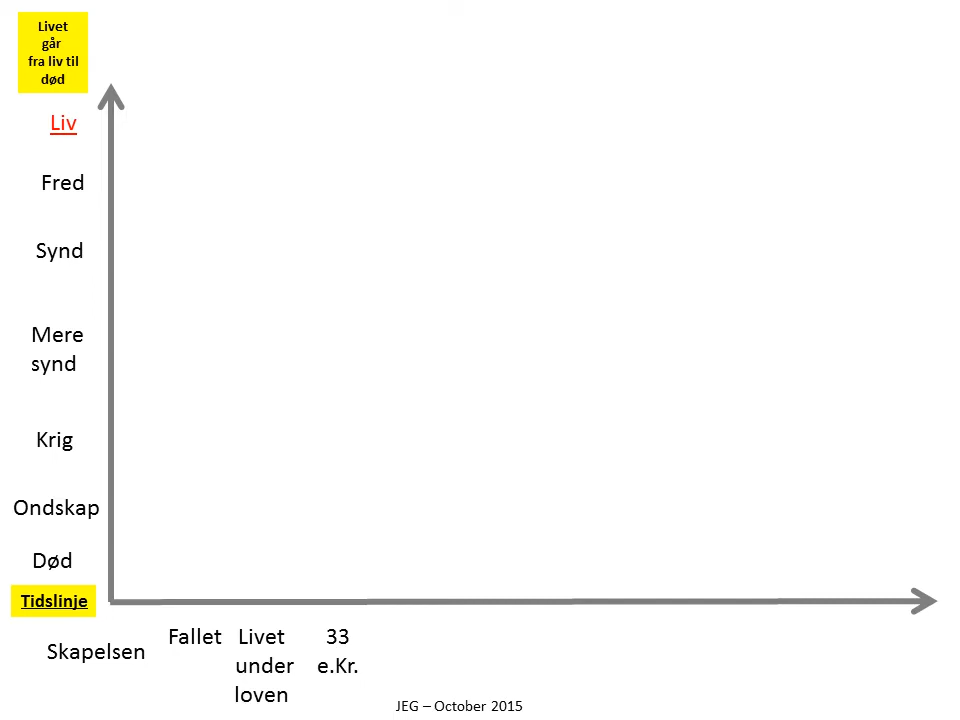 Livet
går
fra liv til
død
Liv
Fred
Synd
Mere
synd
Krig
Ondskap
Død
Tidslinje
Skapelsen
Fallet
Livet
under
loven
33
e.Kr.
JEG – October 2015